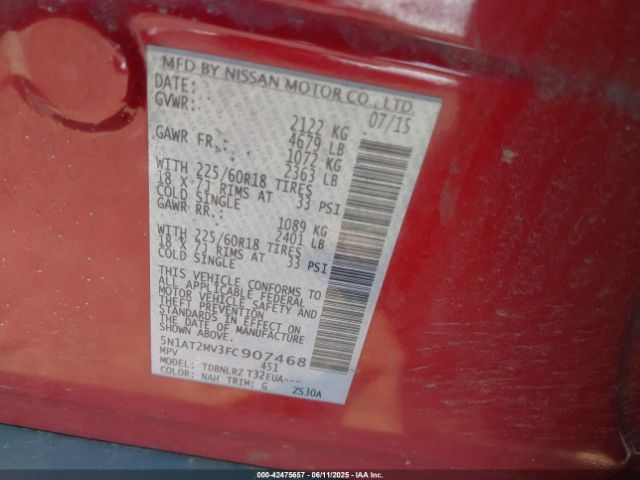 MFD BY NISSAN MOTOR CO., LTD.
DATE: 07/15
GVWR: 2122 KG
4679 LB
GAWR FR: 1072 KG
2363 LB
WITH 225/60R18 TIRES
18 X 7J RIMS AT 33 PSI
COLD SINGLE
GAWR RR: 1089 KG
2401 LB
WITH 225/60R18 TIRES
18 X 7J RIMS AT 33 PSI
COLD SINGLE
THIS VEHICLE CONFORMS TO
ALL APPLICABLE FEDERAL
MOTOR VEHICLE SAFETY AND
THEFT PREVENTION
STANDARDS IN EFFECT ON
THE DATE OF MANUFACTURE
SHOWN ABOVE.
5N1AT2MV3FC907468
MPV 451
MODEL: TDBNLRZ T32EUA---
COLOR: NAH TRIM: G ZS30A
000-42475657 - 06/11/2025 - IAA Inc.